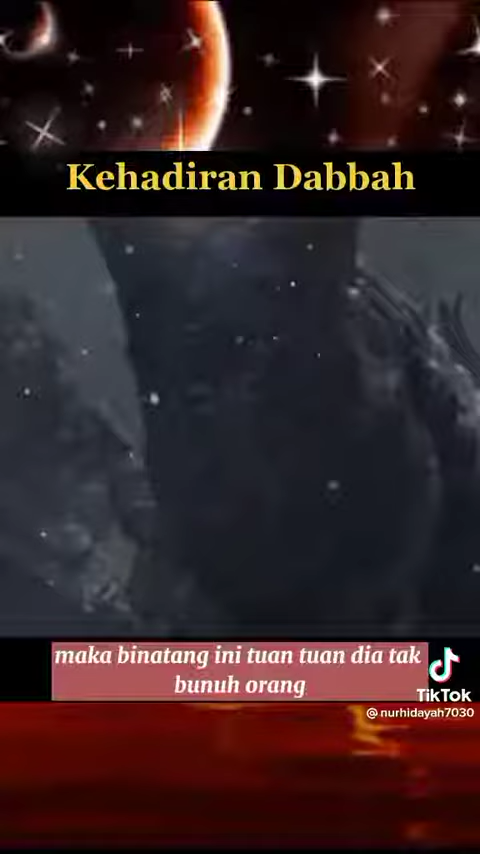 Kehadiran Dabbah
maka binatang ini tuan tuan dia tak
bunuh orang
TikTok
@nurhidayah7030